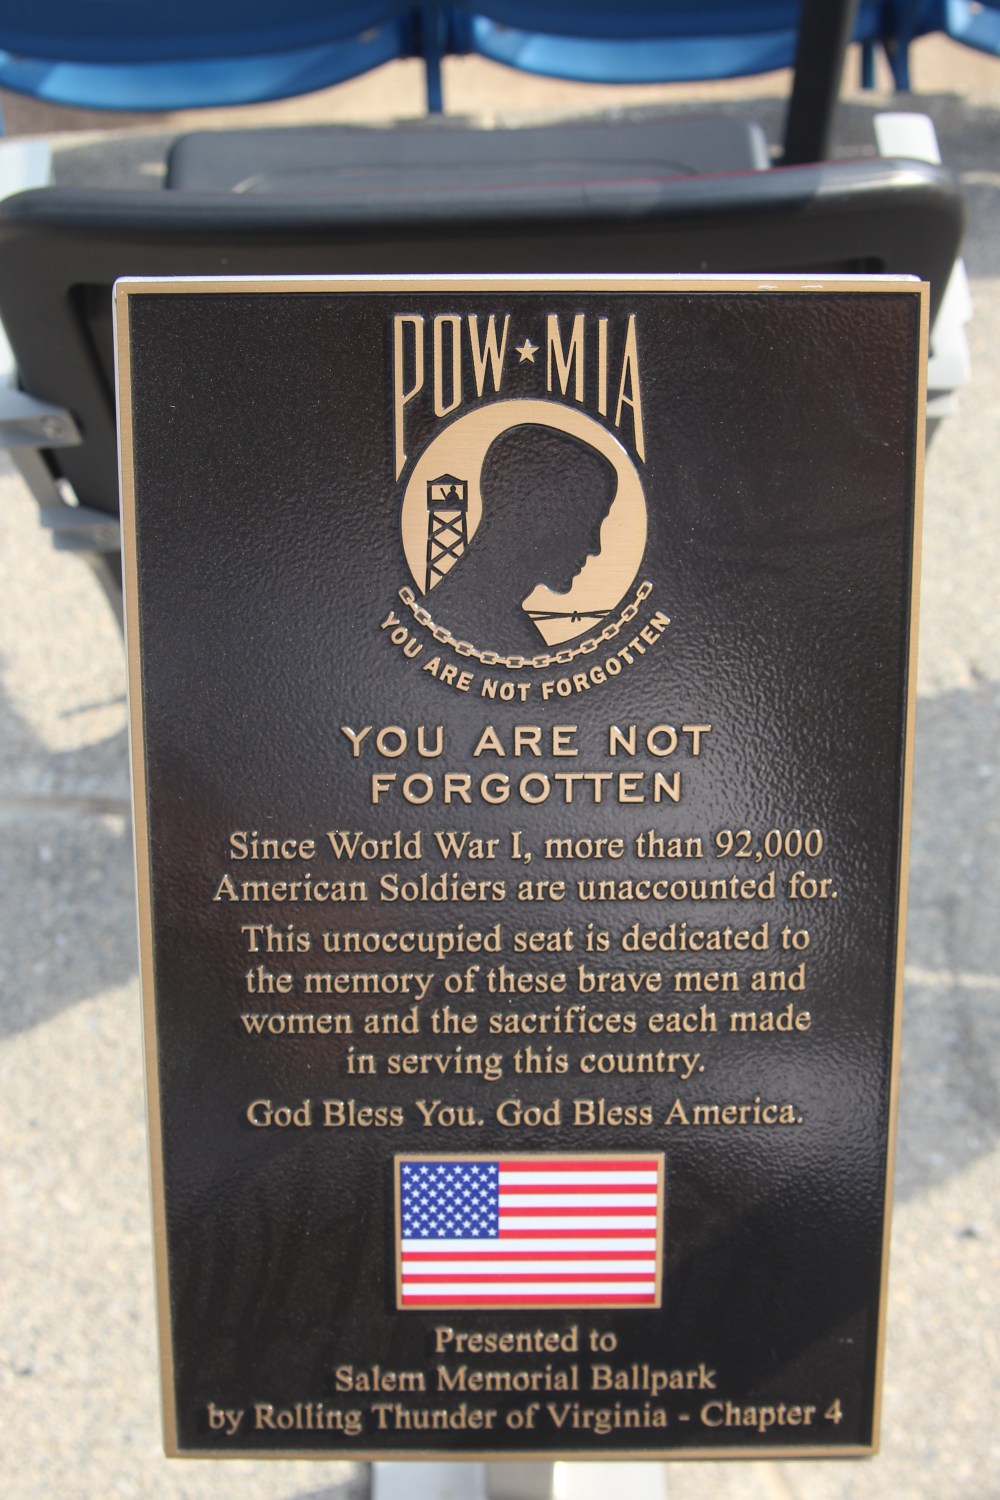 POW★MIA
YOU ARE NOT FORGOTTEN
YOU ARE NOT
FORGOTTEN
Since World War I, more than 92,000
American Soldiers are unaccounted for.
This unoccupied seat is dedicated to
the memory of these brave men and
women and the sacrifices each made
in serving this country.
God Bless You. God Bless America.
Presented to
Salem Memorial Ballpark
by Rolling Thunder of Virginia - Chapter 4